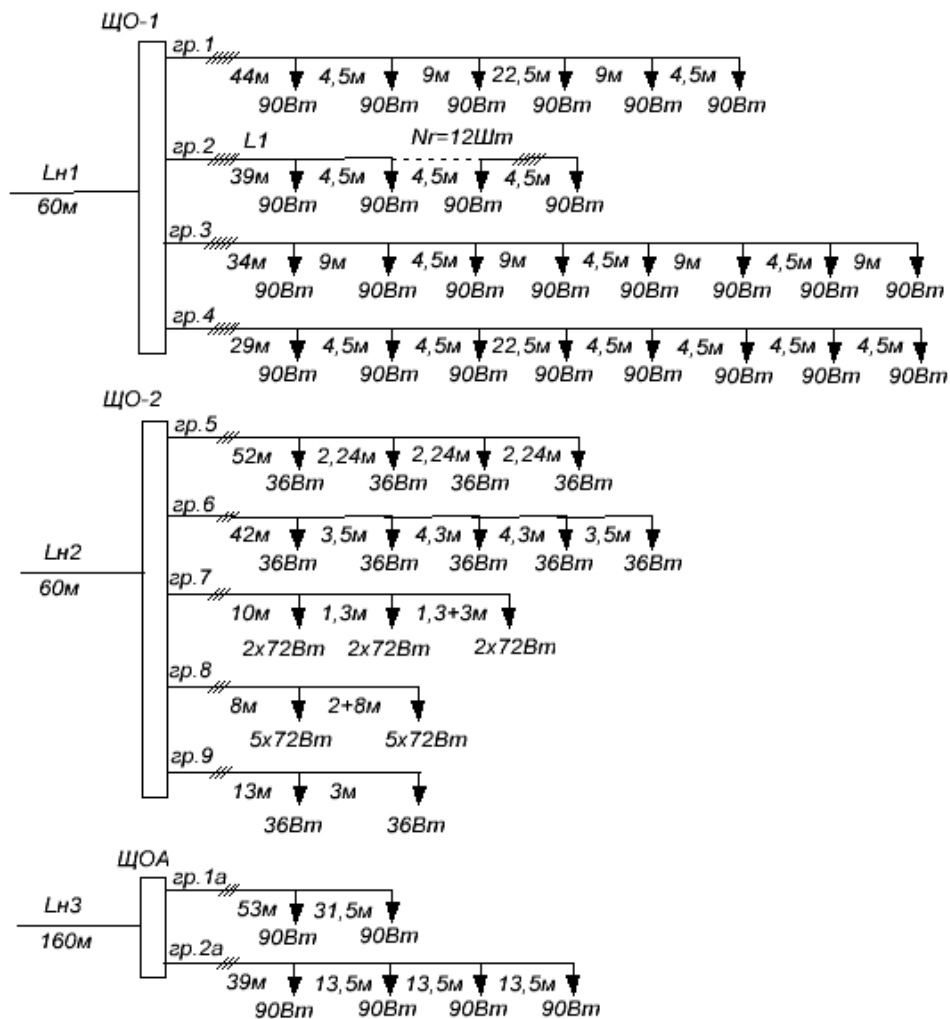 ЩО-1
гр.1
44м 4,5м 9м 22,5м 9м 4,5м
90Вт 90Вт 90Вт 90Вт 90Вт 90Вт
гр.2 L1 Nr=12Шт
39м 4,5м 4,5м 4,5м
90Вт 90Вт 90Вт 90Вт
Lн1
60м
гр.3
34м 9м 4,5м 9м 4,5м 9м 4,5м 9м
90Вт 90Вт 90Вт 90Вт 90Вт 90Вт 90Вт 90Вт
гр.4
29м 4,5м 4,5м 22,5м 4,5м 4,5м 4,5м 4,5м
90Вт 90Вт 90Вт 90Вт 90Вт 90Вт 90Вт 90Вт
ЩО-2
гр.5
52м 2,24м 2,24м 2,24м
36Вт 36Вт 36Вт 36Вт
гр.6
42м 3,5м 4,3м 4,3м 3,5м
36Вт 36Вт 36Вт 36Вт 36Вт
Lн2
60м
гр.7
10м 1,3м 1,3+3м
2х72Вт 2х72Вт 2х72Вт
гр.8
8м 2+8м
5х72Вт 5х72Вт
гр.9
13м 3м
36Вт 36Вт
ЩОА
гр.1а
53м 31,5м
90Вт 90Вт
Lн3
160м
гр.2а
39м 13,5м 13,5м 13,5м
90Вт 90Вт 90Вт 90Вт